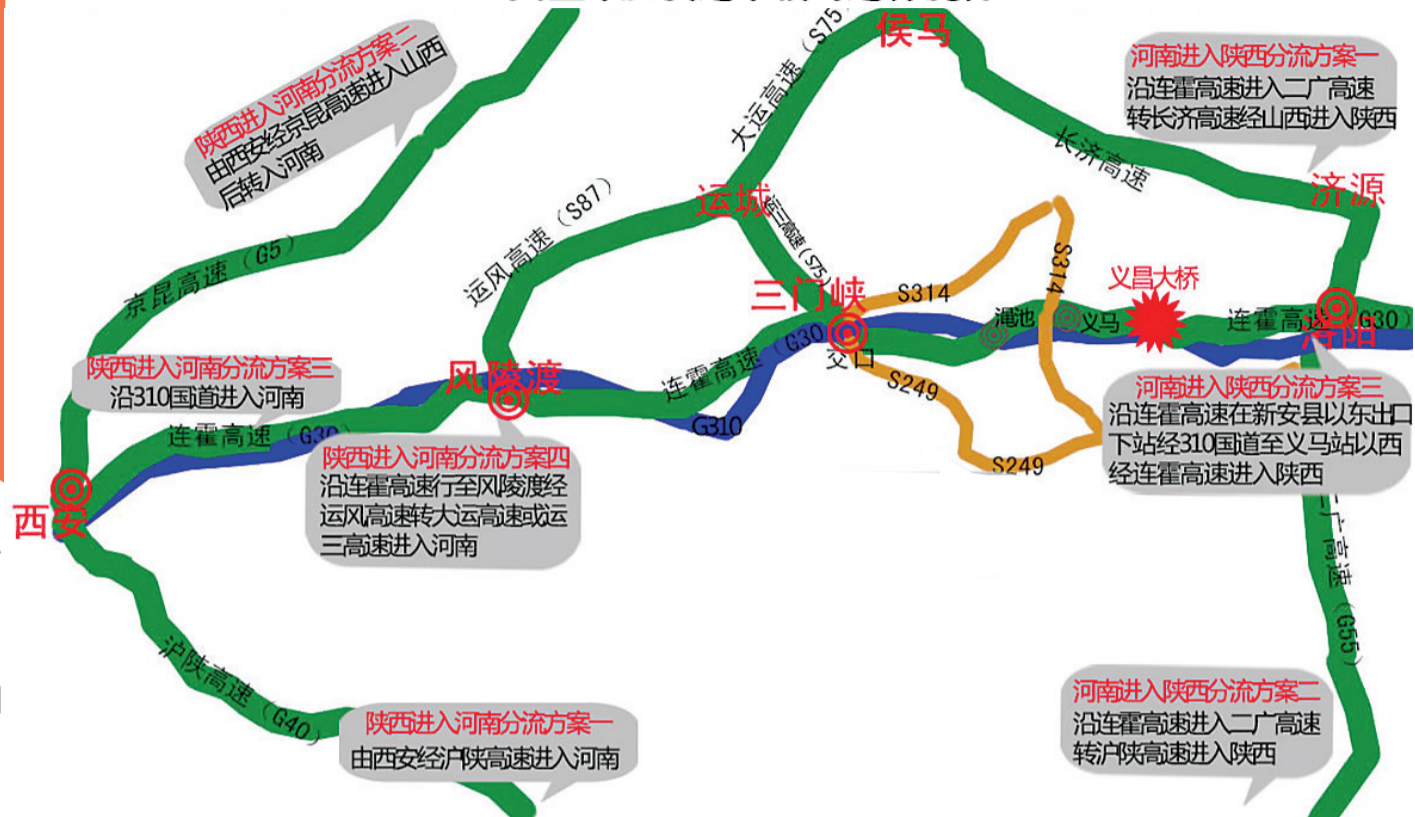 大运高速（S75
侯马
河南进入陕西分流方案一
沿连霍高速进入二广高速
转长济高速经山西进入陕西
陕西进入河南分流方案二
由西安经京昆高速进入山西
后转入河南
长济高速
济源
运城
运风高速（S87）
运三高速（S75）
京昆高速（G5）
S314
S314
义昌大桥
三门峡
渑池
义马
连霍高速（G30）
洛阳
交口
连霍高速（G30
陕西进入河南分流方案三
沿310国道进入河南
风陵渡
S249
G310
河南进入陕西分流方案三
沿连霍高速在新安县以东出口
下站经310国道至义马站以西
经连霍高速进入陕西
连霍高速（G30）
陕西进入河南分流方案四
沿连霍高速行至风陵渡经
运风高速转大运高速或运
三高速进入河南
S249
西安
二广高速（G55）
沪陕高速（G40）
陕西进入河南分流方案一
由西安经沪陕高速进入河南
河南进入陕西分流方案二
沿连霍高速进入二广高速
转沪陕高速进入陕西